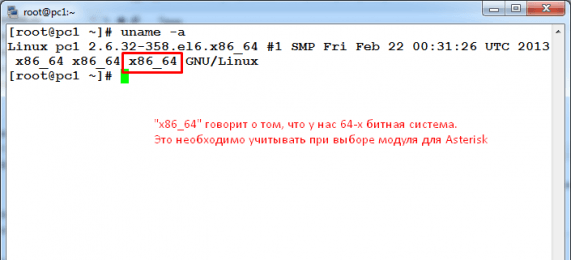 root@pc1:~
[root@pc1 ~]# uname -a
Linux pc1 2.6.32-358.el6.x86_64 #1 SMP Fri Feb 22 00:31:26 UTC 2013
x86_64 x86_64 x86_64 GNU/Linux
[root@pc1 ~]#
"x86_64" говорит о том, что у нас 64-х битная система.
Это необходимо учитывать при выборе модуля для Asterisk